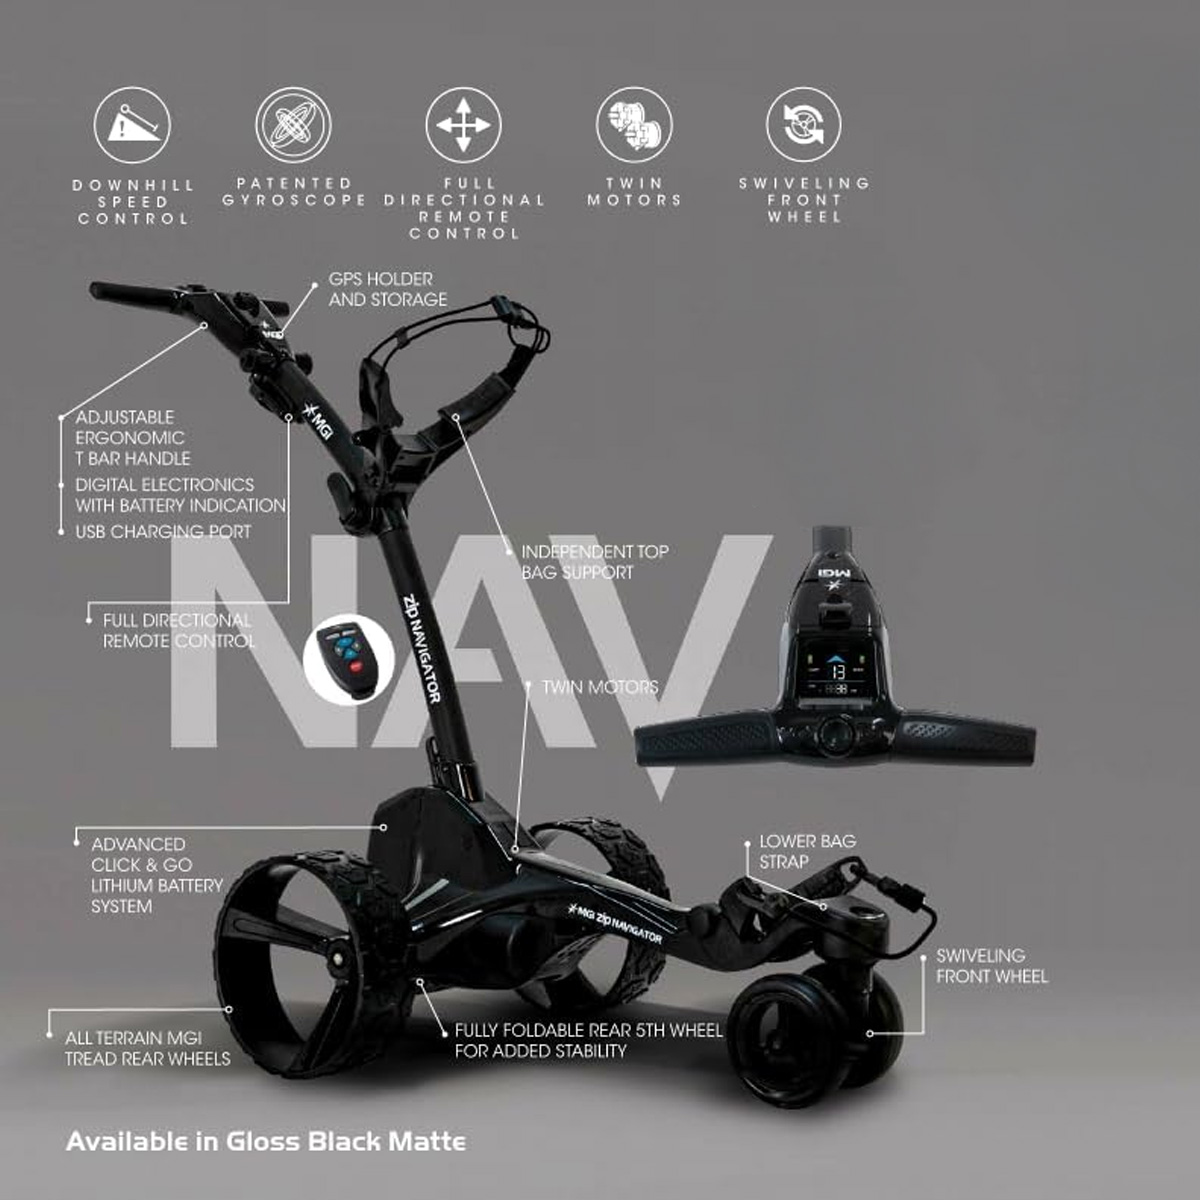 DOWNHILL
SPEED
CONTROL
PATENTED
GYROSCOPE
FULL
DIRECTIONAL
REMOTE
CONTROL
TWIN
MOTORS
SWIVELING
FRONT
WHEEL
GPS HOLDER
AND STORAGE
ADJUSTABLE
ERGONOMIC
T BAR HANDLE
DIGITAL ELECTRONICS
WITH BATTERY INDICATION
USB CHARGING PORT
MGI
NAV
INDEPENDENT TOP
BAG SUPPORT
MGI
FULL DIRECTIONAL
REMOTE CONTROL
zip NAVIGATOR
13
TWIN MOTORS
ADVANCED
CLICK & GO
LITHIUM BATTERY
SYSTEM
LOWER BAG
STRAP
MGI zip NAVIGATOR
SWIVELING
FRONT WHEEL
ALL TERRAIN MGI
TREAD REAR WHEELS
FULLY FOLDABLE REAR 5TH WHEEL
FOR ADDED STABILITY
Available in Gloss Black Matte